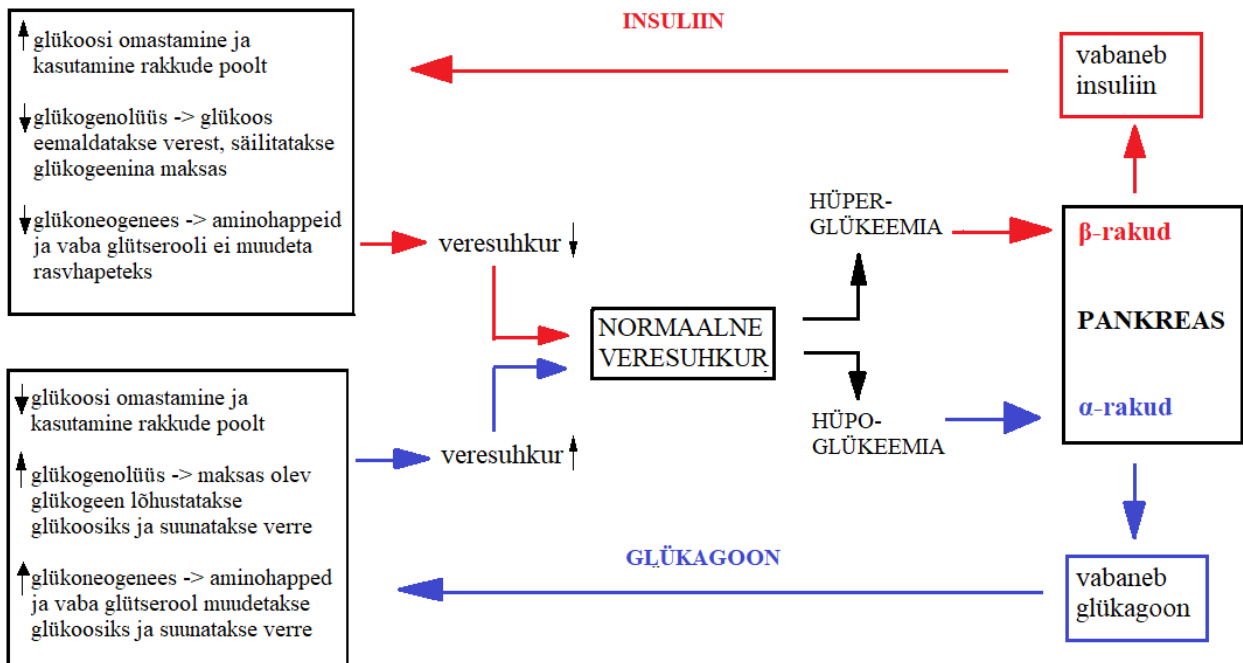 INSULIIN
glükoosi omastamine ja
kasutamine rakkude poolt
glükogenolüüs -> glükoos
eemaldatakse verest, säilitatakse
glükogeenina maksas
glükoneogenees -> aminohappeid
ja vaba glütserooli ei muudeta
rasvhapeteks
vabaneb
insuliin
veresuhkur
HÜPER-
GLÜKEEMIA
β-rakud
PANKREAS
α-rakud
NORMAALNE
VERESUHKUR
HÜPO-
GLÜKEEMIA
veresuhkur
glükoosi omastamine ja
kasutamine rakkude poolt
glükogenolüüs -> maksas olev
glükogeen lõhustatakse
glükoosiks ja suunatakse verre
glükoneogenees -> aminohapped
ja vaba glütserool muudetakse
glükoosiks ja suunatakse verre
GLÜKAGOON
vabaneb
glükagoon